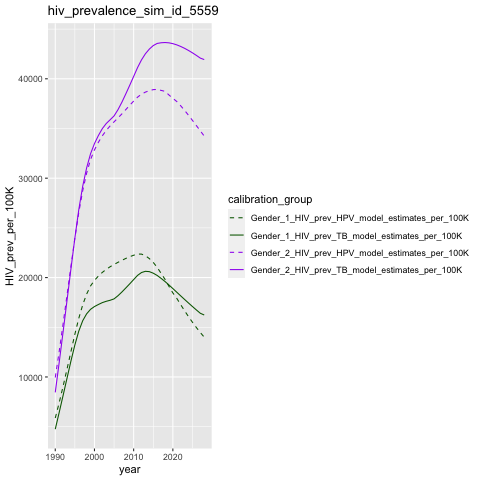 hiv_prevalence_sim_id_5559
HIV_prev_per_100K
40000
30000
20000
10000
1990 2000 2010 2020
year
calibration_group
Gender_1_HIV_prev_HPV_model_estimates_per_100K
Gender_1_HIV_prev_TB_model_estimates_per_100K
Gender_2_HIV_prev_HPV_model_estimates_per_100K
Gender_2_HIV_prev_TB_model_estimates_per_100K